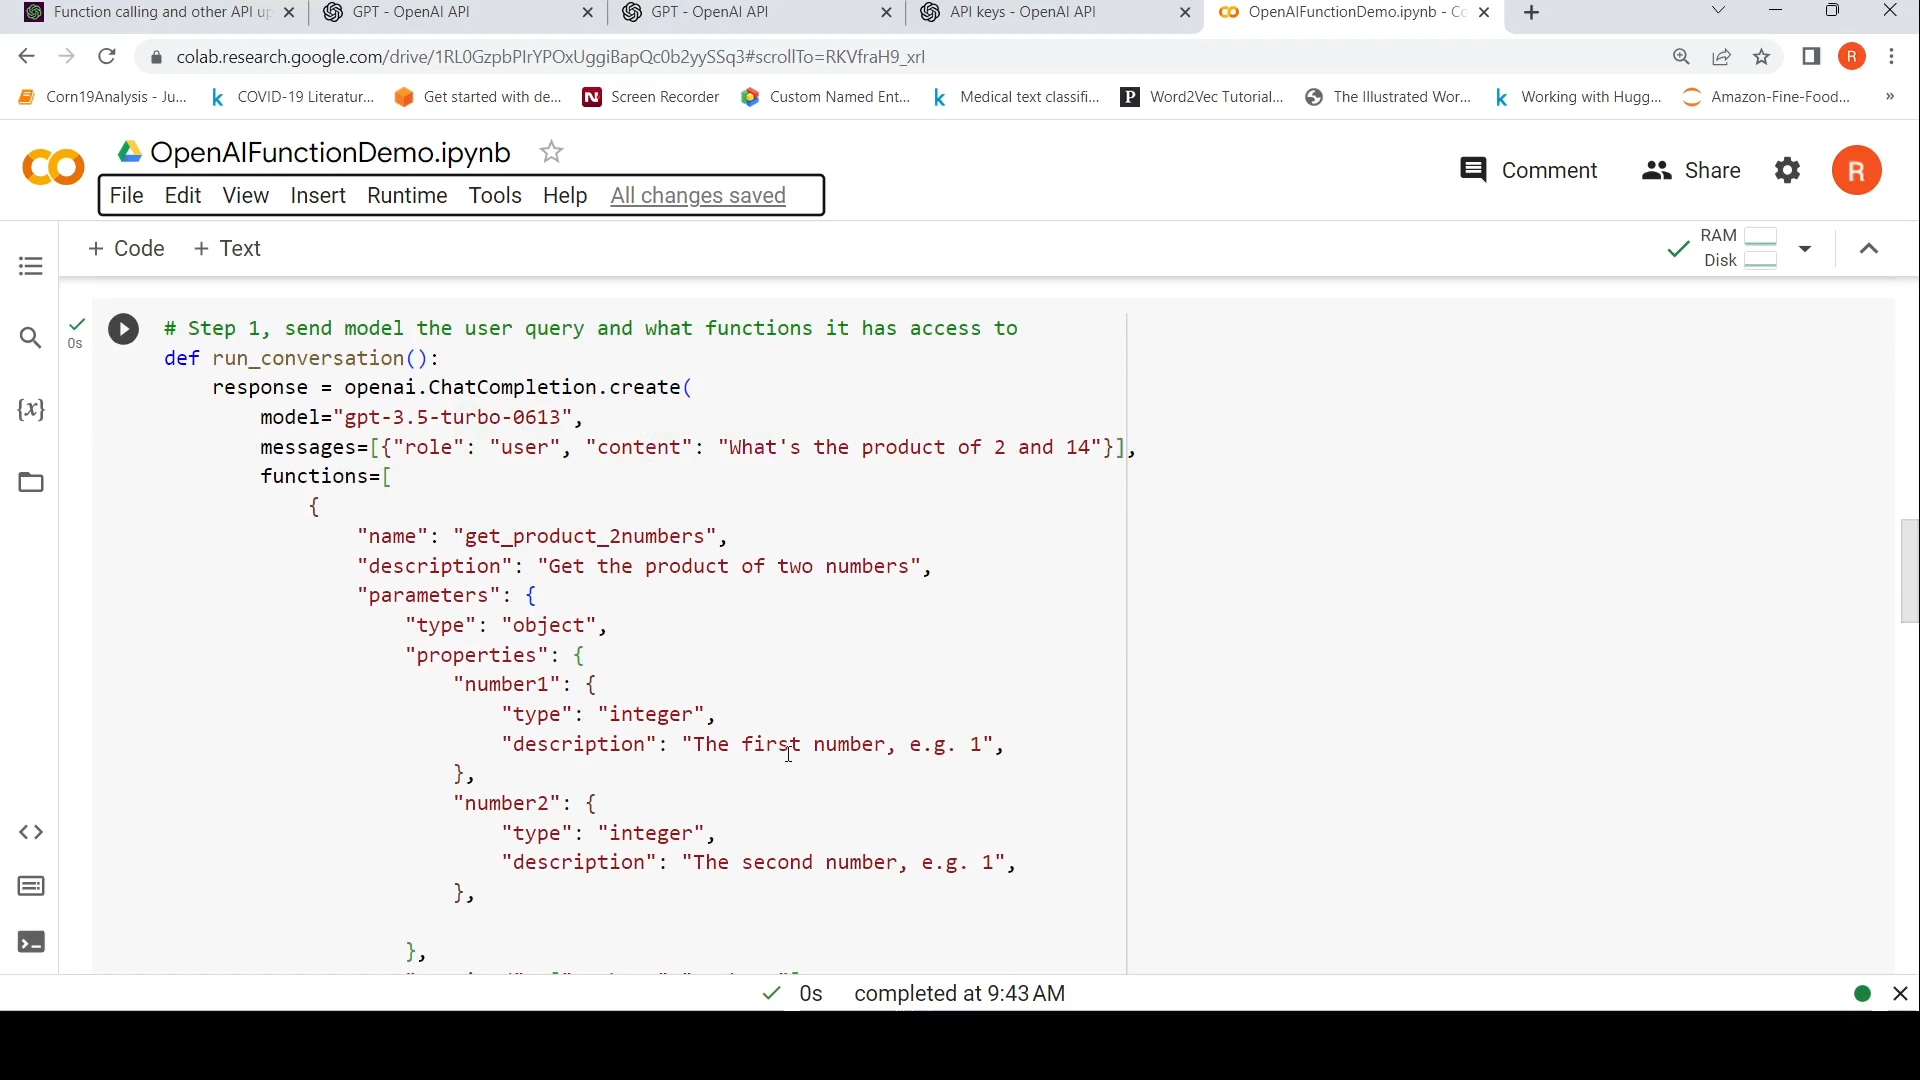 Function calling and other API up
GPT - OpenAI API
GPT - OpenAI API
API keys - OpenAI API
OpenAIFunctionDemo.ipynb - Co
colab.research.google.com/drive/1RL0GzpbPIrYPOxUggiBapQc0b2yySSq3#scrollTo=RKVfraH9_xrI
R
Corn19Analysis - Ju...
COVID-19 Literatur...
Get started with de...
Screen Recorder
Custom Named Ent...
Medical text classifi...
Word2Vec Tutorial...
The Illustrated Wor...
Working with Hugg...
Amazon-Fine-Food...
»
OpenAIFunctionDemo.ipynb
Comment
Share
R
File Edit View Insert Runtime Tools Help All changes saved
+ Code + Text
RAM
Disk
0s
# Step 1, send model the user query and what functions it has access to
def run_conversation():
response = openai.ChatCompletion.create(
model="gpt-3.5-turbo-0613",
messages=[{"role": "user", "content": "What's the product of 2 and 14"}],
functions=[
{
"name": "get_product_2numbers",
"description": "Get the product of two numbers",
"parameters": {
"type": "object",
"properties": {
"number1": {
"type": "integer",
"description": "The first number, e.g. 1",
},
"number2": {
"type": "integer",
"description": "The second number, e.g. 1",
},
},
0s completed at 9:43 AM